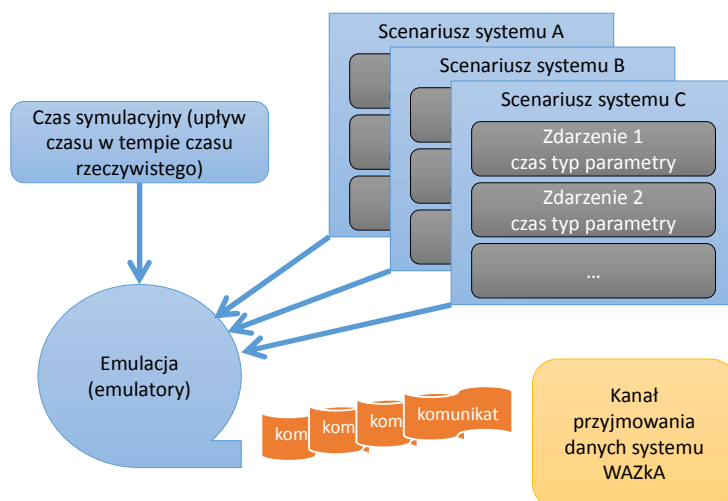 Scenariusz systemu A
Scenariusz systemu B
Scenariusz systemu C
Zdarzenie 1
czas typ parametry
Zdarzenie 2
czas typ parametry
...
Czas symulacyjny (upływ
czasu w tempie czasu
rzeczywistego)
Emulacja
(emulatory)
kom
kom
kom
komunikat
Kanał
przyjmowania
danych systemu
WAZkA